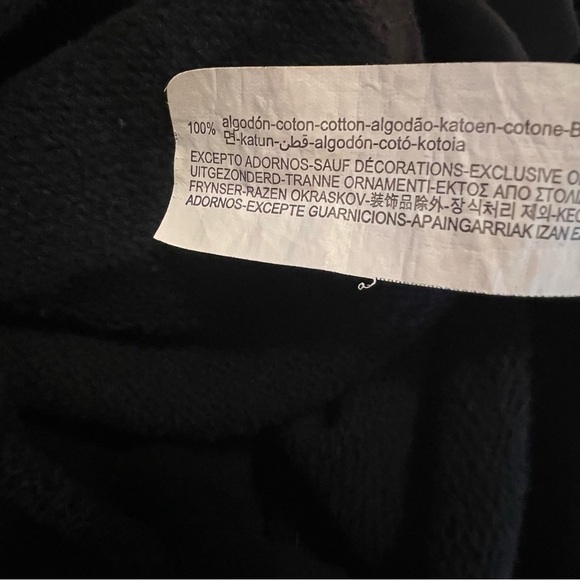 100% algodón-coton-cotton-algodão-katoen-cotone-B
면-katun-قطن-algodón-cotó-kotoia
EXCEPTO ADORNOS-SAUF DÉCORATIONS-EXCLUSIVE O
UITGEZONDERD-TRANNE ORNAMENTI-ΕΚΤΟΣ ΑΠΟ ΣΤΟΛΙ
FRYNSER-RAZEN OKRASKOV-装饰品除外-장식처리 제외-KEC
ADORNOS-EXCEPTE GUARNICIONS-APAINGARRIAK IZAN E